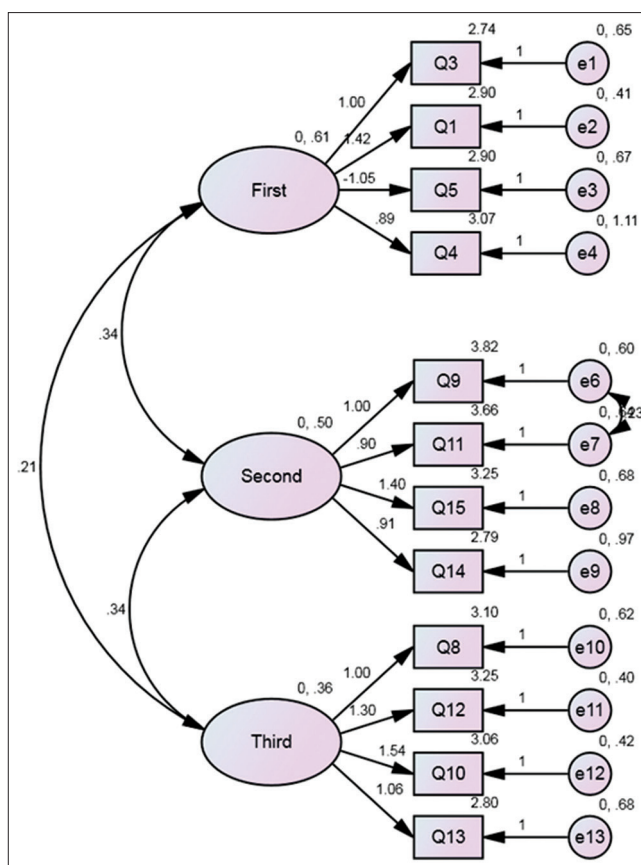 2.74 0, .65
Q3 1 e1
1.00 2.90 0, .41
0, .61 1.42 Q1 1 e2
2.90 0, .67
First -1.05 Q5 1 e3
.89 3.07 0, 1.11
Q4 1 e4
.34
3.82 0, .60
Q9 1 e6
1.00 3.66 0,
0, .50 .90 Q11 1 e7
.21 3.25 0, .68
Second 1.40 Q15 1 e8
.91 2.79 0, .97
Q14 1 e9
.34
3.10 0, .62
Q8 1 e10
0, .36 1.00 3.25 0, .40
1.30 Q12 1 e11
3.06 0, .42
Third 1.54 Q10 1 e12
1.06 2.80 0, .68
Q13 1 e13